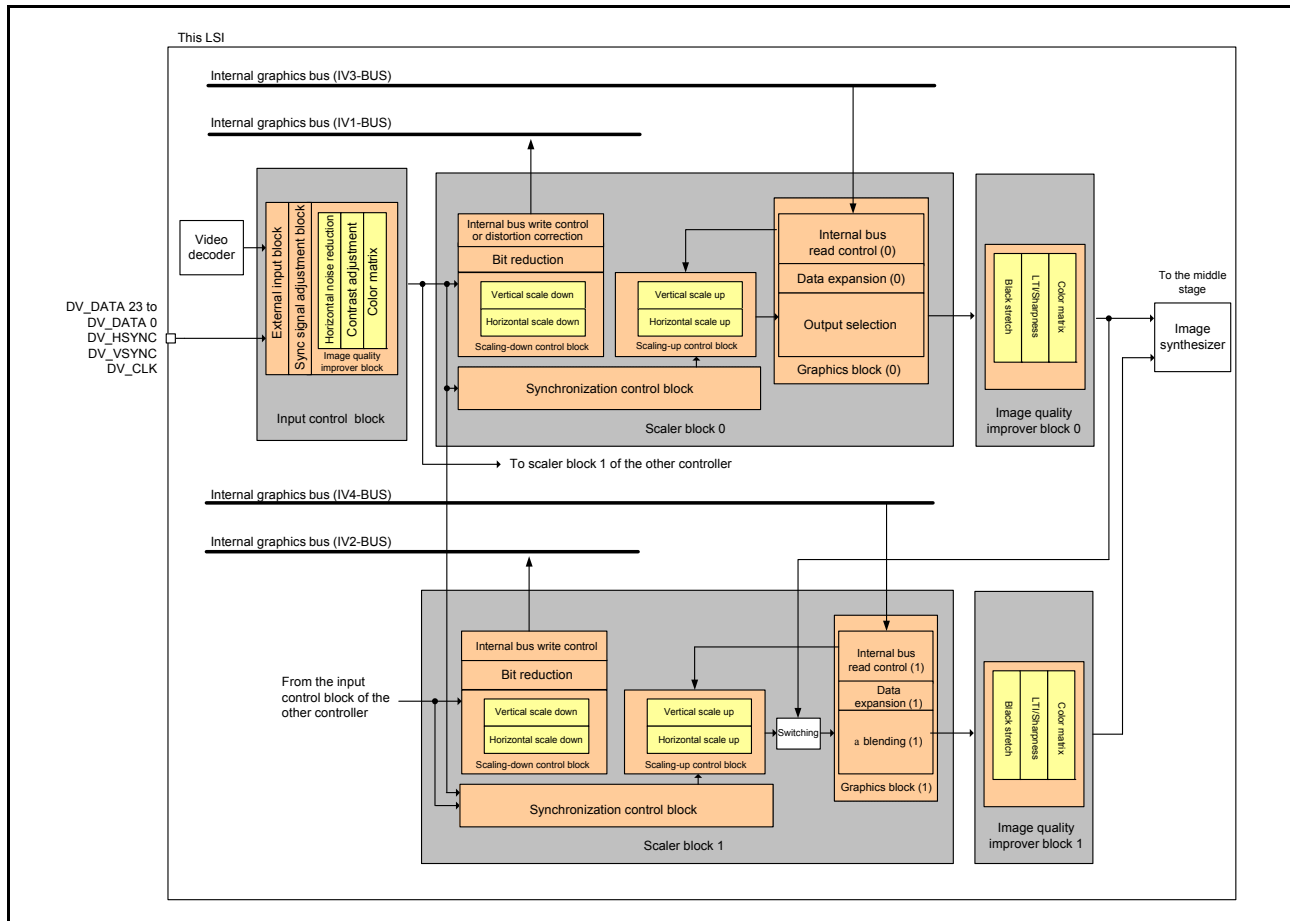 This LSI
Internal graphics bus (IV3-BUS)
Internal graphics bus (IV1-BUS)
Video
decoder
DV_DATA 23 to
DV_DATA 0
DV_HSYNC
DV_VSYNC
DV_CLK
External input block
Sync signal adjustment block
Horizontal noise reduction
Contrast adjustment
Color matrix
Image quality
improver block
Input control block
Internal bus write control
or distortion correction
Bit reduction
Vertical scale down
Horizontal scale down
Scaling-down control block
Synchronization control block
Vertical scale up
Horizontal scale up
Scaling-up control block
Internal bus
read control (0)
Data expansion (0)
Output selection
Graphics block (0)
Scaler block 0
Black stretch
LTI/Sharpness
Color matrix
Image quality
improver block 0
To the middle
stage
Image
synthesizer
To scaler block 1 of the other controller
Internal graphics bus (IV4-BUS)
Internal graphics bus (IV2-BUS)
From the input
control block of the
other controller
Internal bus write control
Bit reduction
Vertical scale down
Horizontal scale down
Scaling-down control block
Synchronization control block
Vertical scale up
Horizontal scale up
Scaling-up control block
Switching
Internal bus
read control (1)
Data
expansion (1)
a blending (1)
Graphics block (1)
Scaler block 1
Black stretch
LTI/Sharpness
Color matrix
Image quality
improver block 1